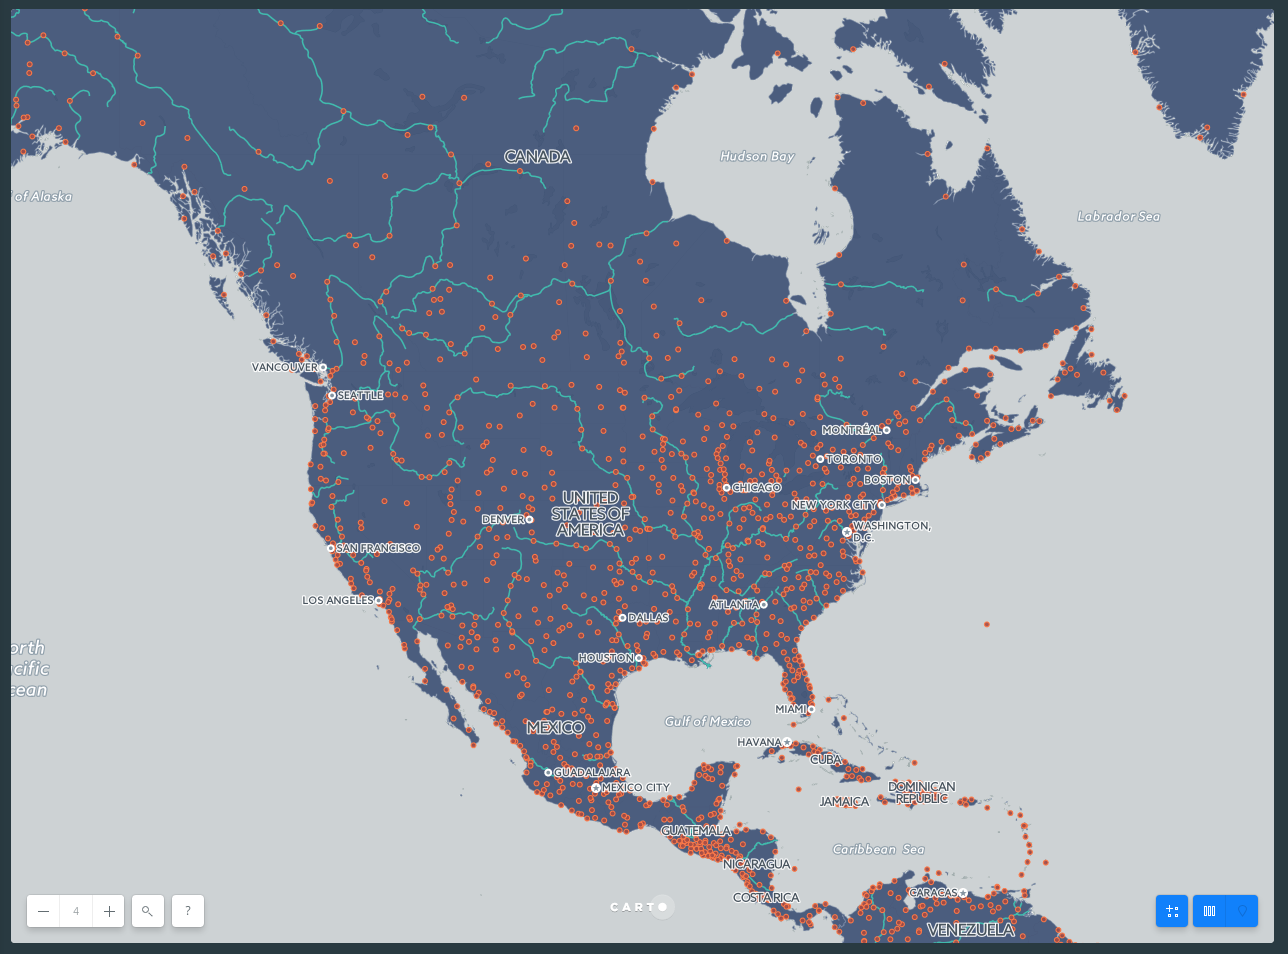 CANADA
Hudson Bay
of Alaska
Labrador Sea
VANCOUVER
SEATTLE
MONTRÉAL
TORONTO
BOSTON
CHICAGO
NEW YORK CITY
UNITED
STATES OF
AMERICA
DENVER
WASHINGTON,
D.C.
SAN FRANCISCO
LOS ANGELES
ATLANTA
DALLAS
orth
cific
cean
HOUSTON
MIAMI
Gulf of Mexico
MEXICO
HAVANA
CUBA
GUADALAJARA
MEXICO CITY
DOMINICAN
REPUBLIC
JAMAICA
GUATEMALA
Caribbean Sea
NICARAGUA
COSTA RICA
CARACAS
VENEZUELA
4
?
CARTO